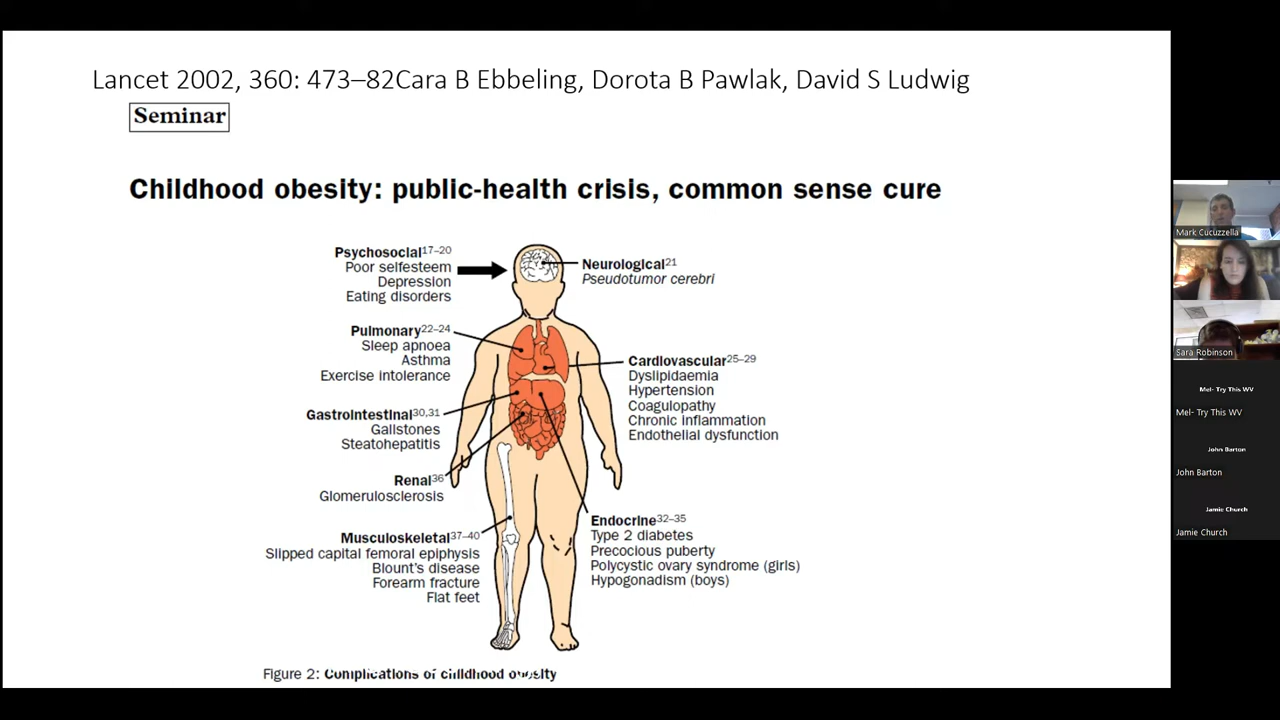 Lancet 2002, 360: 473–82Cara B Ebbeling, Dorota B Pawlak, David S Ludwig
Seminar
Childhood obesity: public-health crisis, common sense cure
Psychosocial17–20
Poor selfesteem
Depression
Eating disorders
Neurological21
Pseudotumor cerebri
Pulmonary22–24
Sleep apnoea
Asthma
Exercise intolerance
Cardiovascular25–29
Dyslipidaemia
Hypertension
Coagulopathy
Chronic inflammation
Endothelial dysfunction
Gastrointestinal30,31
Gallstones
Steatohepatitis
Renal36
Glomerulosclerosis
Musculoskeletal37–40
Slipped capital femoral epiphysis
Blount's disease
Forearm fracture
Flat feet
Endocrine32–35
Type 2 diabetes
Precocious puberty
Polycystic ovary syndrome (girls)
Hypogonadism (boys)
Figure 2: Complications of childhood obesity
Mark Cucuzzella
Sara Robinson
Mel- Try This WV
Mel- Try This WV
John Barton
John Barton
Jamie Church
Jamie Church